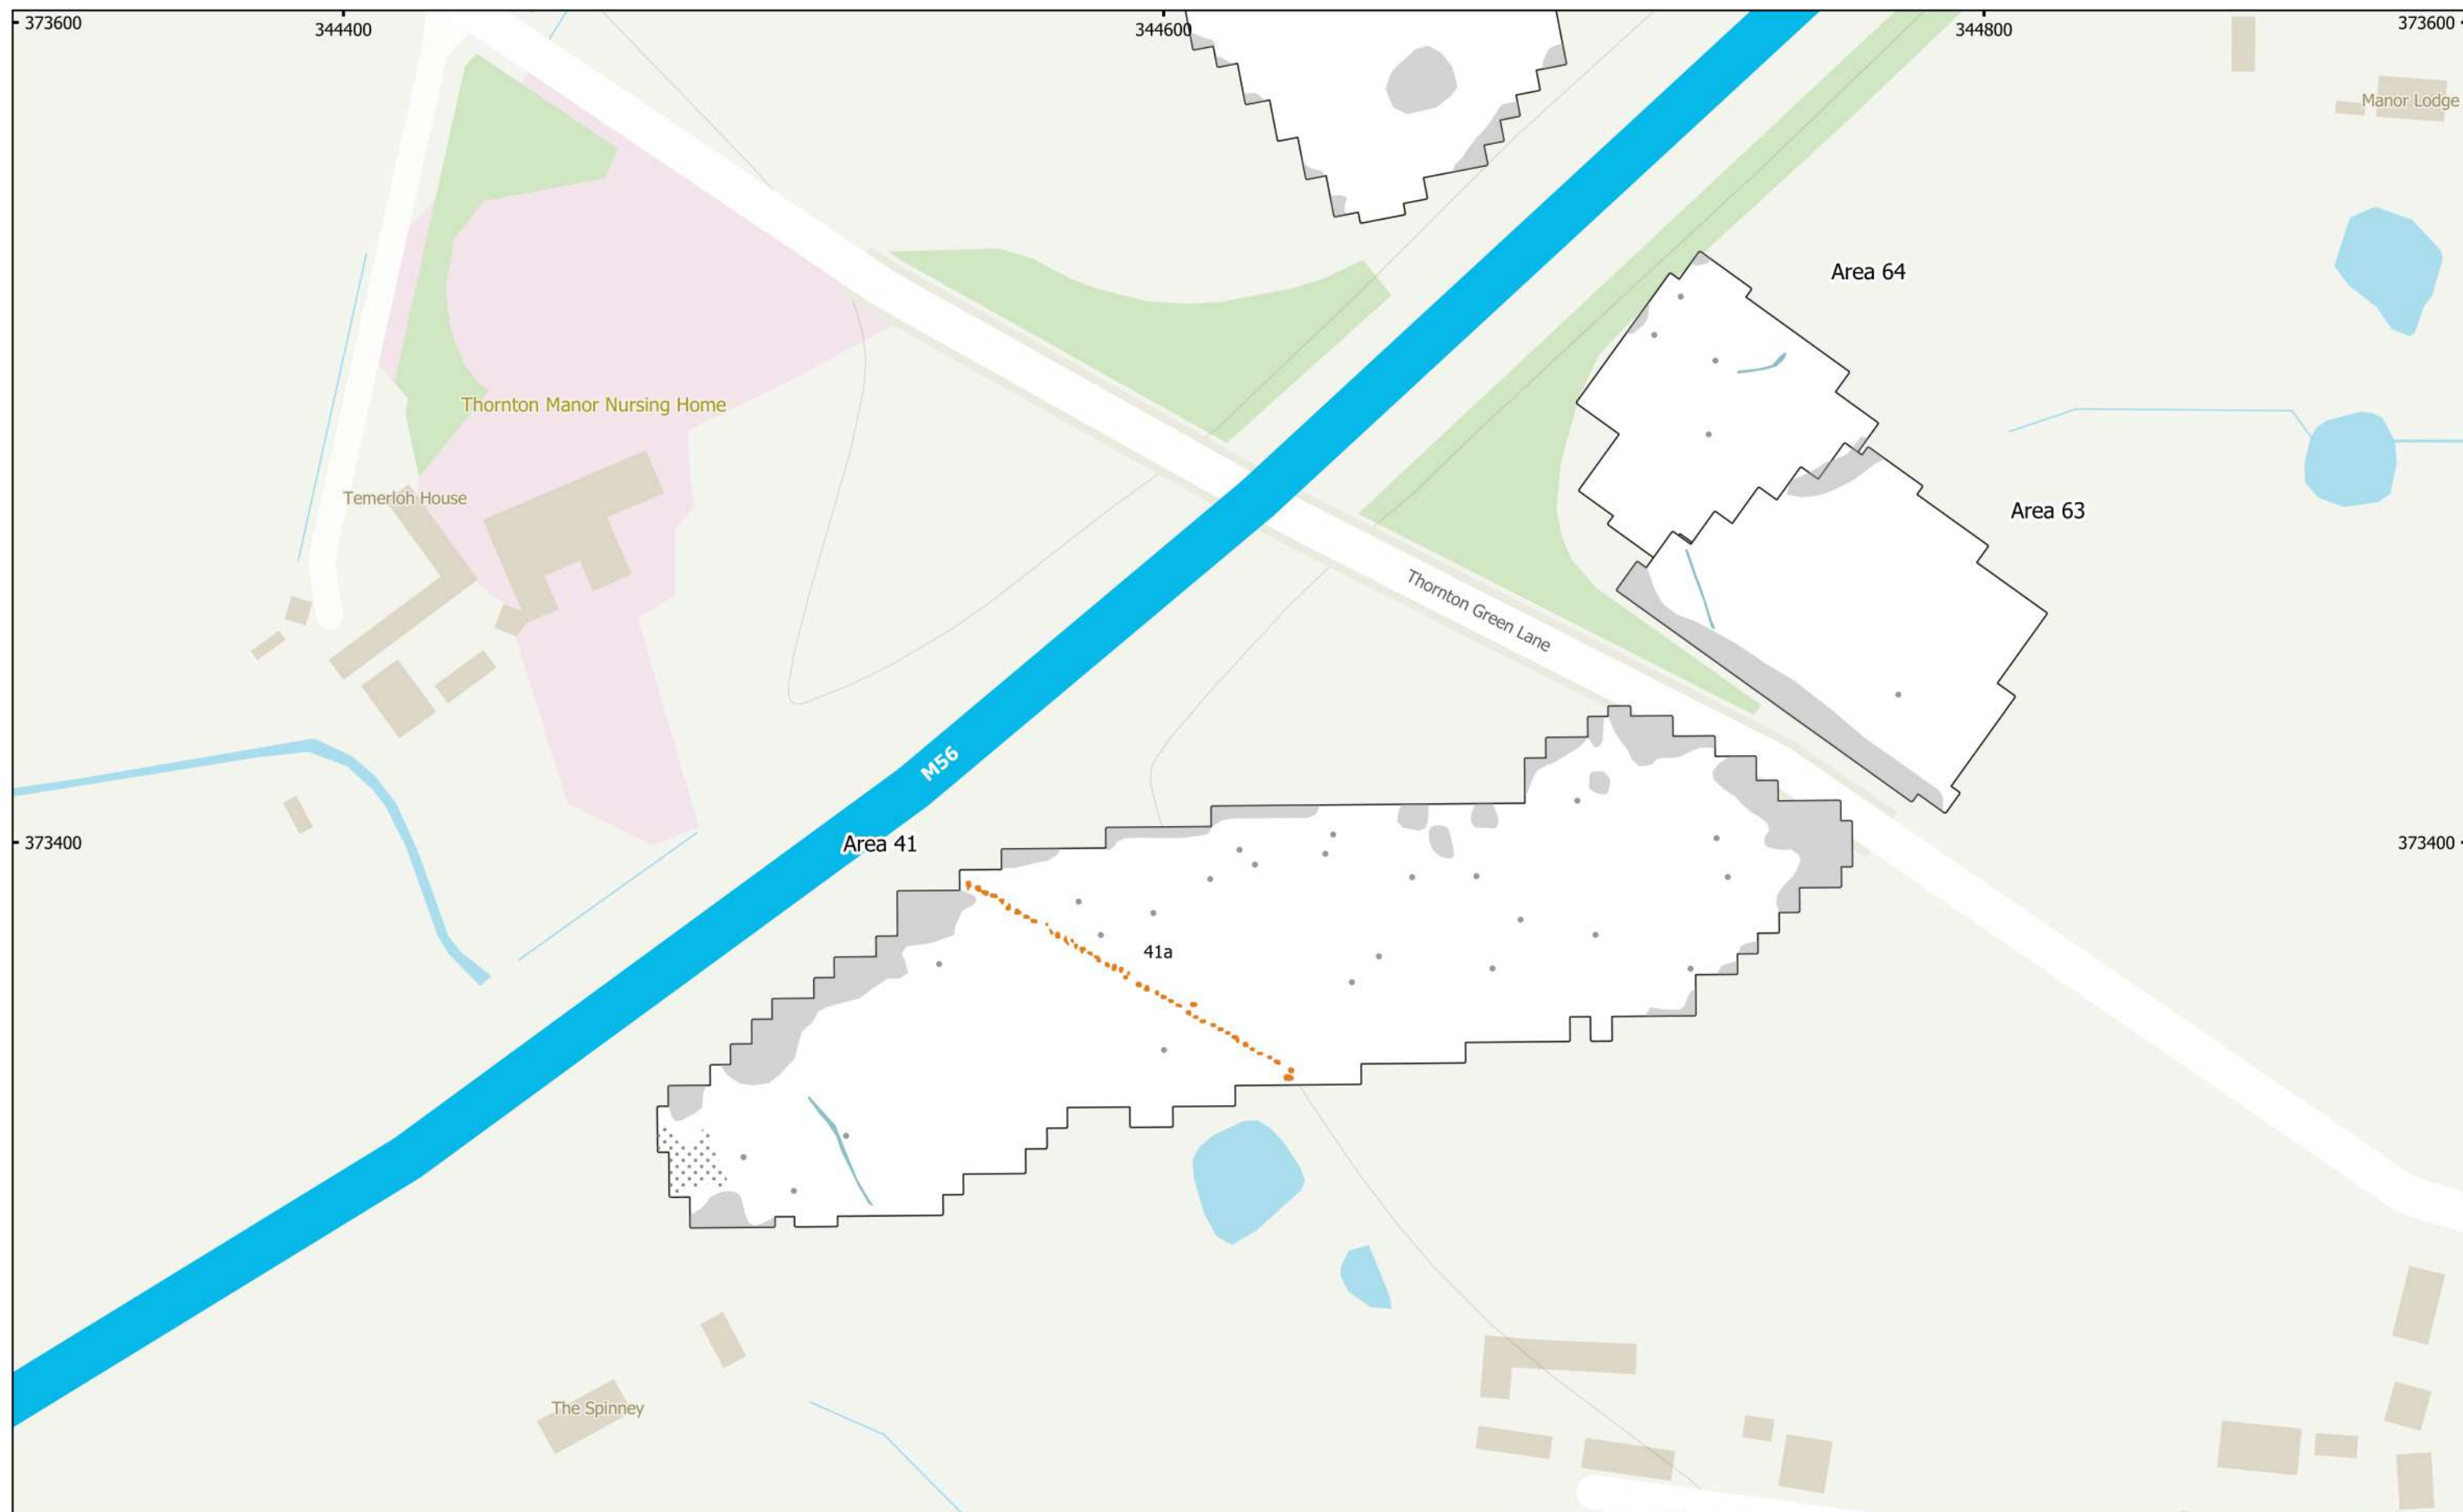 373600
344400
344600
344800
373600
Manor Lodge
Area 64
Thornton Manor Nursing Home
Temerloh House
Area 63
Thornton Green Lane
M56
373400
Area 41
373400
41a
The Spinney